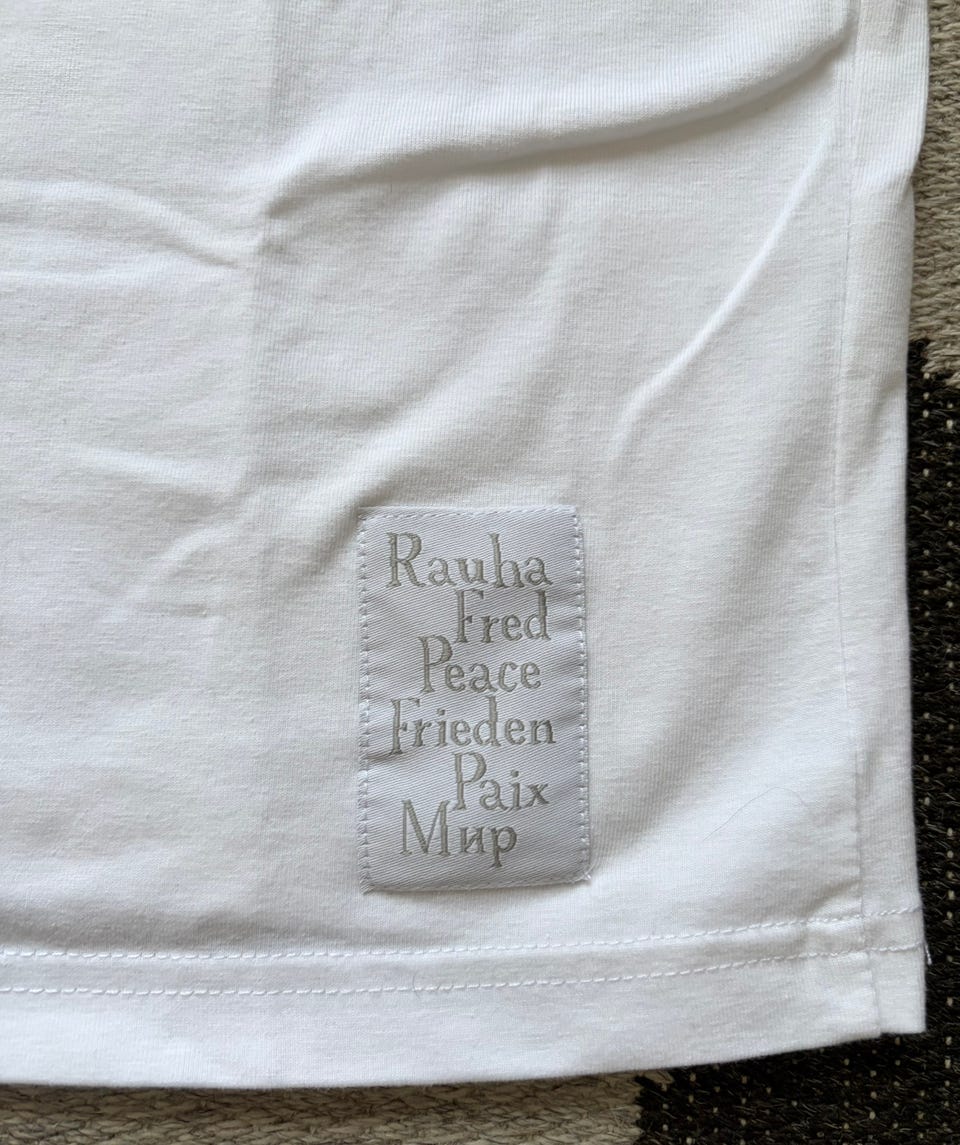 Rauha
Fred
Peace
Frieden
Paix
Мир